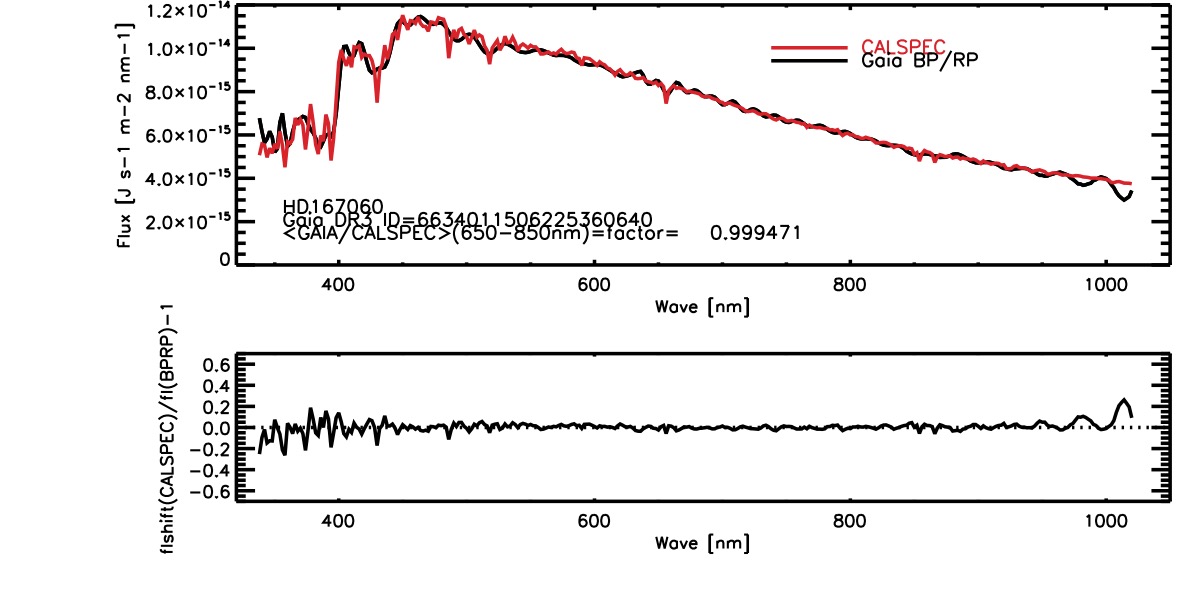 1.2×10−14
1.0×10−14
8.0×10−15
6.0×10−15
4.0×10−15
2.0×10−15
0
Flux [J s−1 m−2 nm−1]
CALSPEC
Gaia BP/RP
HD167060
Gaia DR3 ID=6634011506225360640
<GAIA/CALSPEC>(650−850nm)=factor= 0.999471
400 600 800 1000
Wave [nm]
flshift(CALSPEC)/fl(BPRP)−1
0.6
0.4
0.2
0.0
−0.2
−0.4
−0.6
400 600 800 1000
Wave [nm]